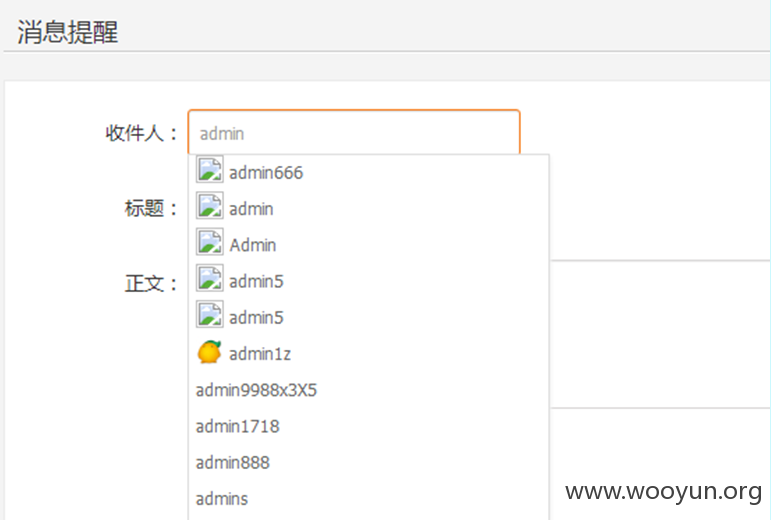 消息提醒
收件人：
admin
admin666
标题：
admin
Admin
正文：
admin5
admin5
admin1z
admin9988x3X5
admin1718
admin888
admins
www.wooyun.org